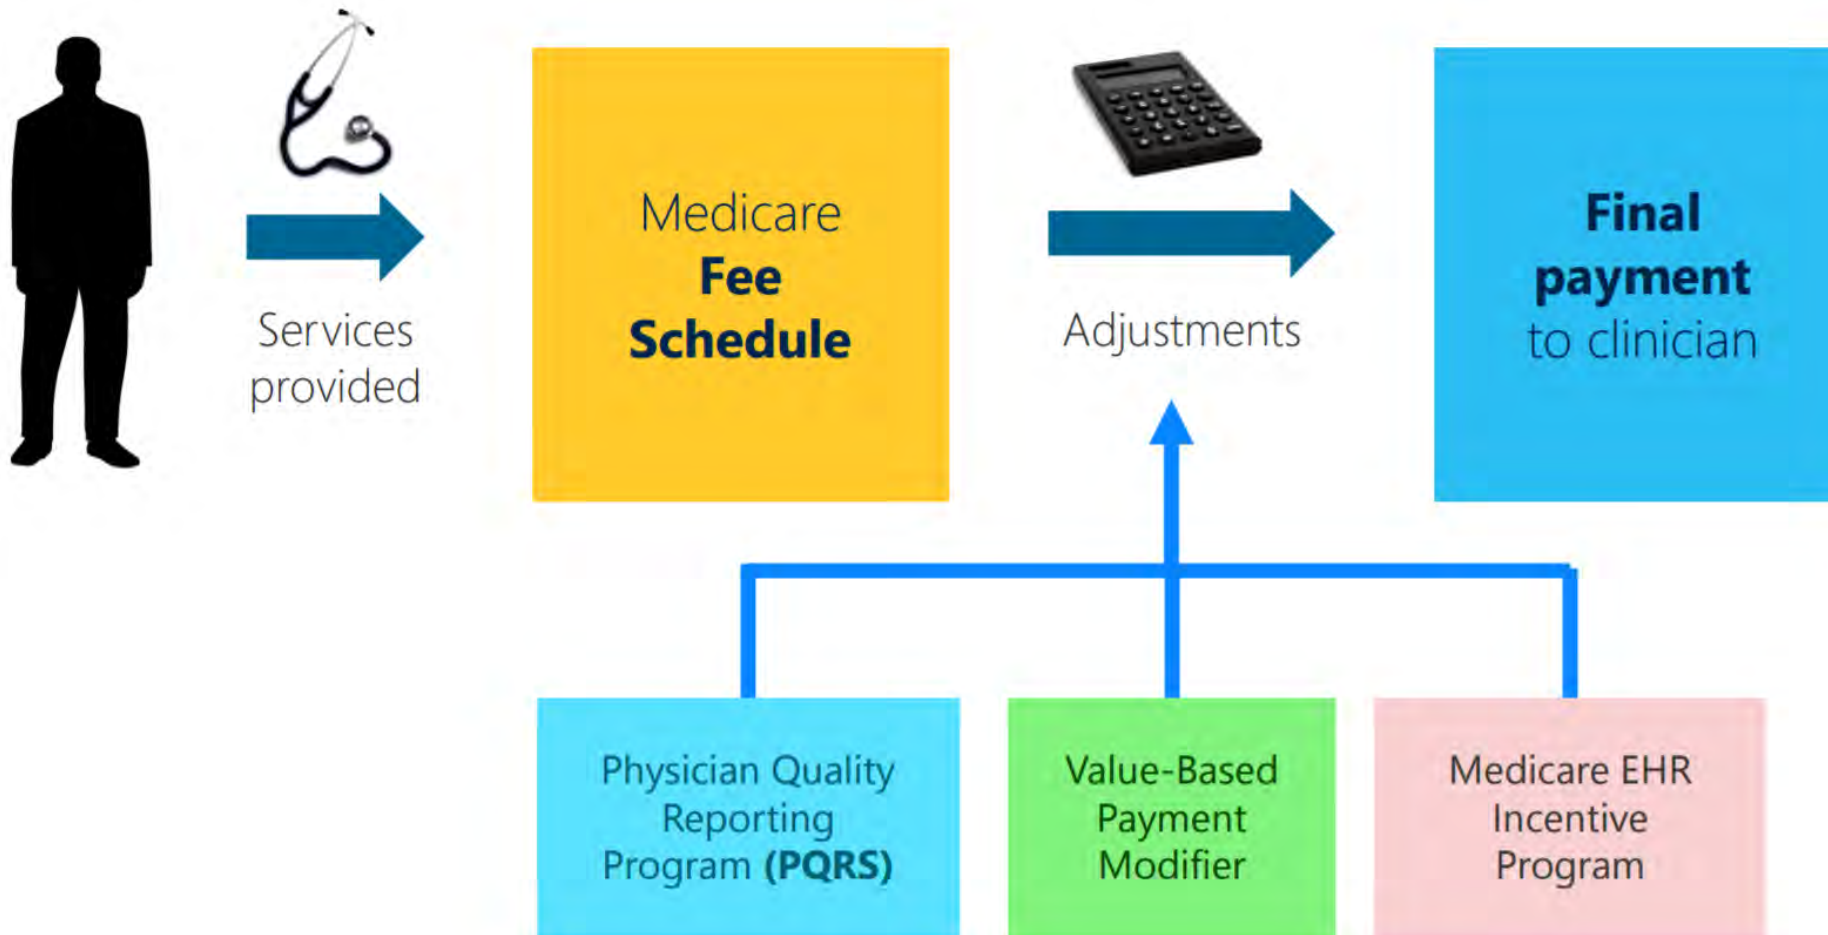 Services
provided
Medicare
Fee
Schedule
Adjustments
Final
payment
to clinician
Physician Quality
Reporting
Program (PQRS)
Value-Based
Payment
Modifier
Medicare EHR
Incentive
Program